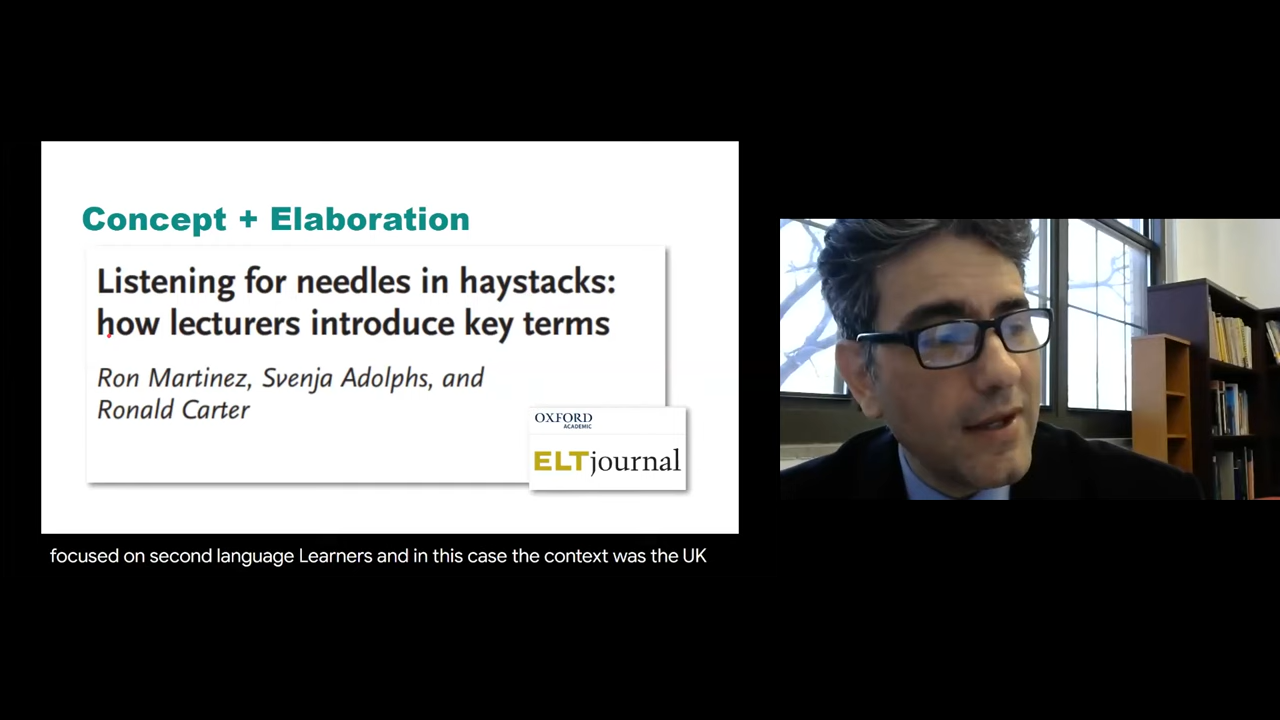 Concept + Elaboration
Listening for needles in haystacks:
how lecturers introduce key terms
Ron Martinez, Svenja Adolphs, and
Ronald Carter
OXFORD
ACADEMIC
ELTjournal
focused on second language Learners and in this case the context was the UK